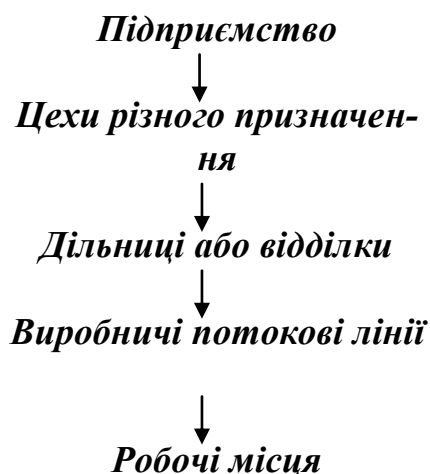 Підприємство
Цехи різного призначен-
ня
Дільниці або відділки
Виробничі потокові лінії
Робочі місця